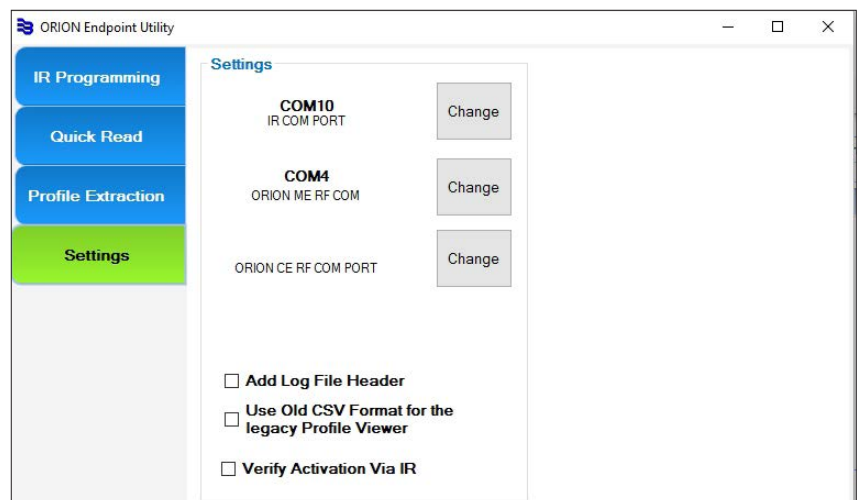 ORION Endpoint Utility
IR Programming
Quick Read
Profile Extraction
Settings
Settings
COM10
IR COM PORT
Change
COM4
ORION ME RF COM
Change
ORION CE RF COM PORT
Change
Add Log File Header
Use Old CSV Format for the
legacy Profile Viewer
Verify Activation Via IR